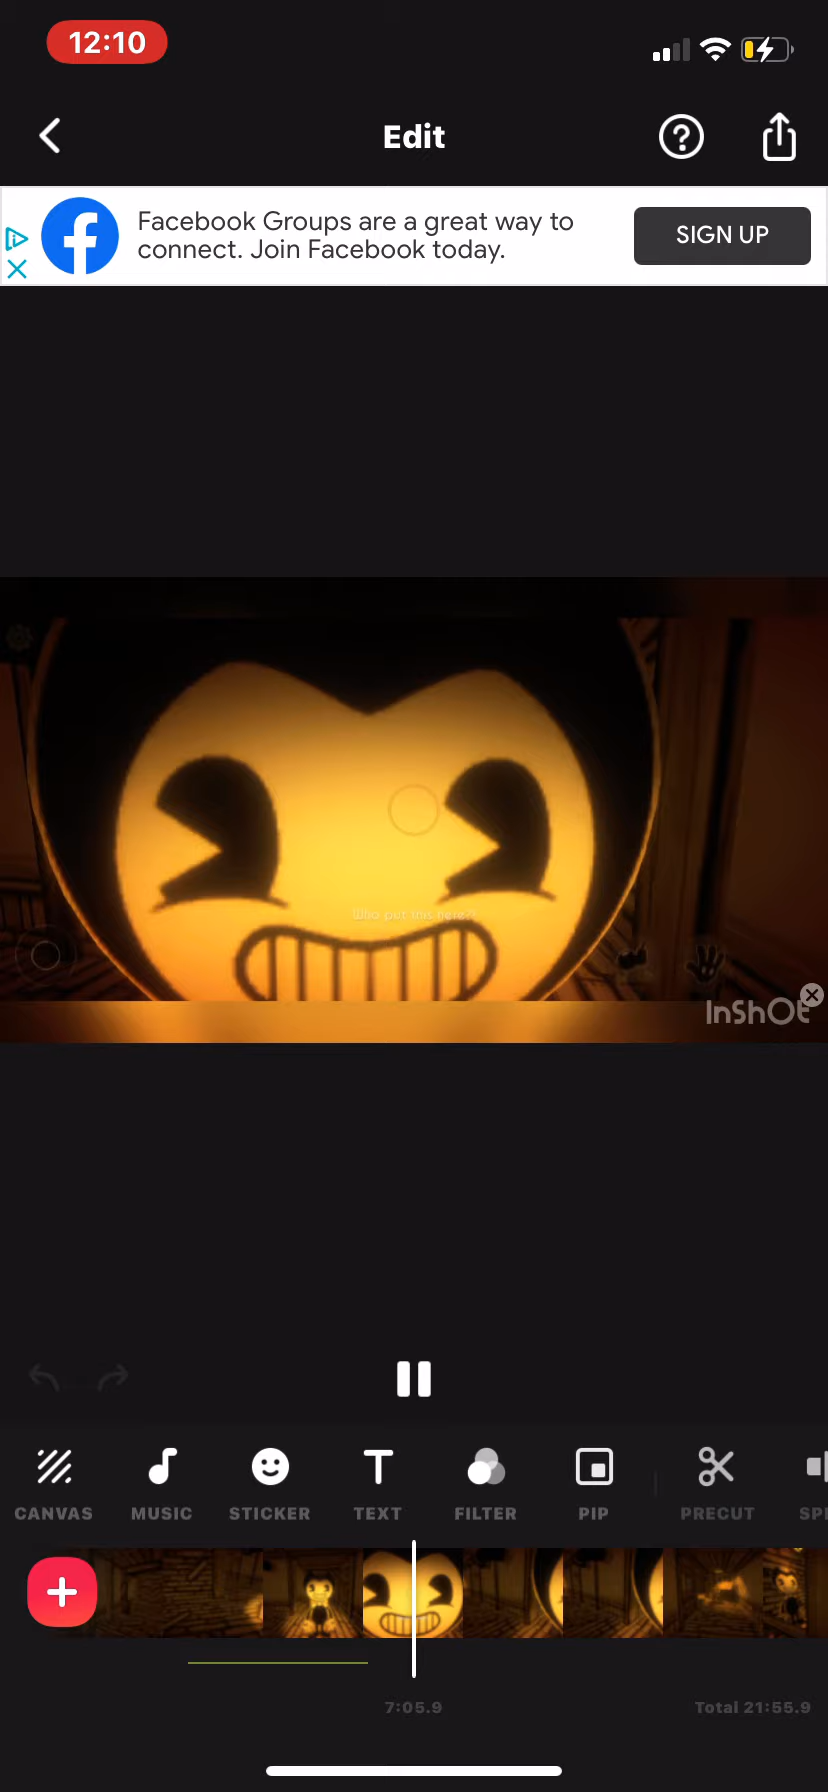 12:10
Edit
Facebook Groups are a great way to
connect. Join Facebook today.
SIGN UP
Who put this here?
InShOt
CANVAS
MUSIC
STICKER
TEXT
FILTER
PIP
PRECUT
7:05.9
Total 21:55.9